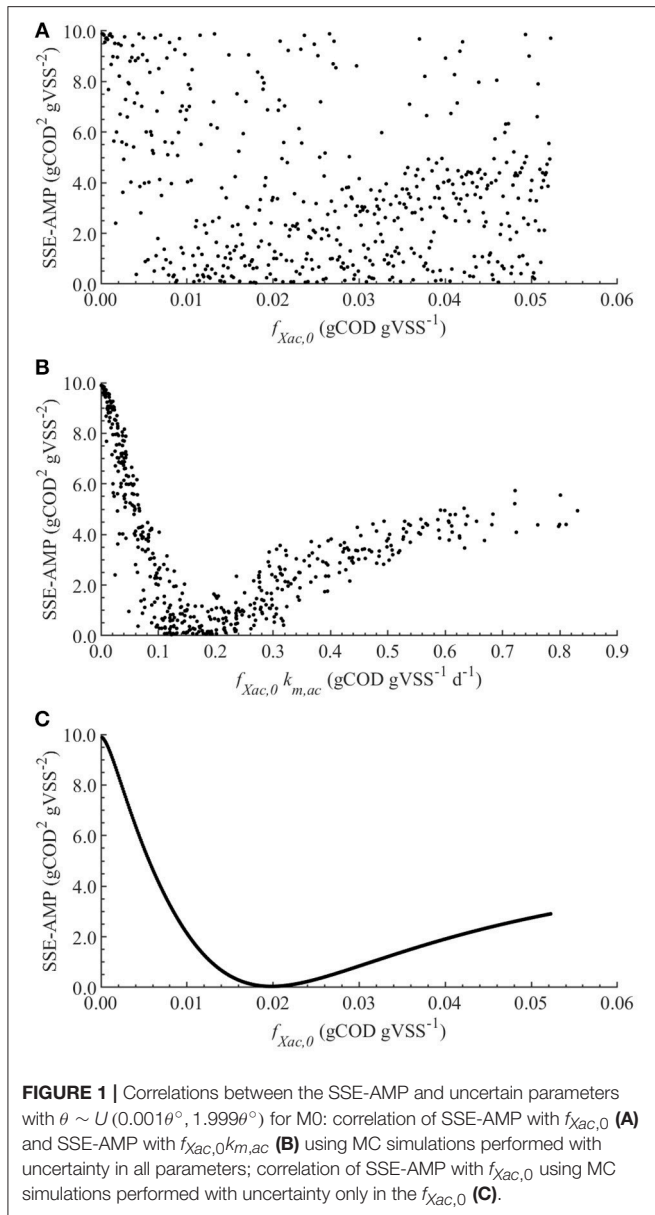 A
10.0
8.0
6.0
4.0
2.0
0.0
SSE-AMP (gCOD² gVSS⁻²)
0.00 0.01 0.02 0.03 0.04 0.05 0.06
f_Xac,0 (gCOD gVSS⁻¹)
B
10.0
8.0
6.0
4.0
2.0
0.0
SSE-AMP (gCOD² gVSS⁻²)
0.0 0.1 0.2 0.3 0.4 0.5 0.6 0.7 0.8 0.9
f_Xac,0 k_m,ac (gCOD gVSS⁻¹ d⁻¹)
C
10.0
8.0
6.0
4.0
2.0
0.0
SSE-AMP (gCOD² gVSS⁻²)
0.00 0.01 0.02 0.03 0.04 0.05 0.06
f_Xac,0 (gCOD gVSS⁻¹)
FIGURE 1 | Correlations between the SSE-AMP and uncertain parameters
with θ ~ U (0.001θ°, 1.999θ°) for M0: correlation of SSE-AMP with f_Xac,0 (A)
and SSE-AMP with f_Xac,0k_m,ac (B) using MC simulations performed with
uncertainty in all parameters; correlation of SSE-AMP with f_Xac,0 using MC
simulations performed with uncertainty only in the f_Xac,0 (C).